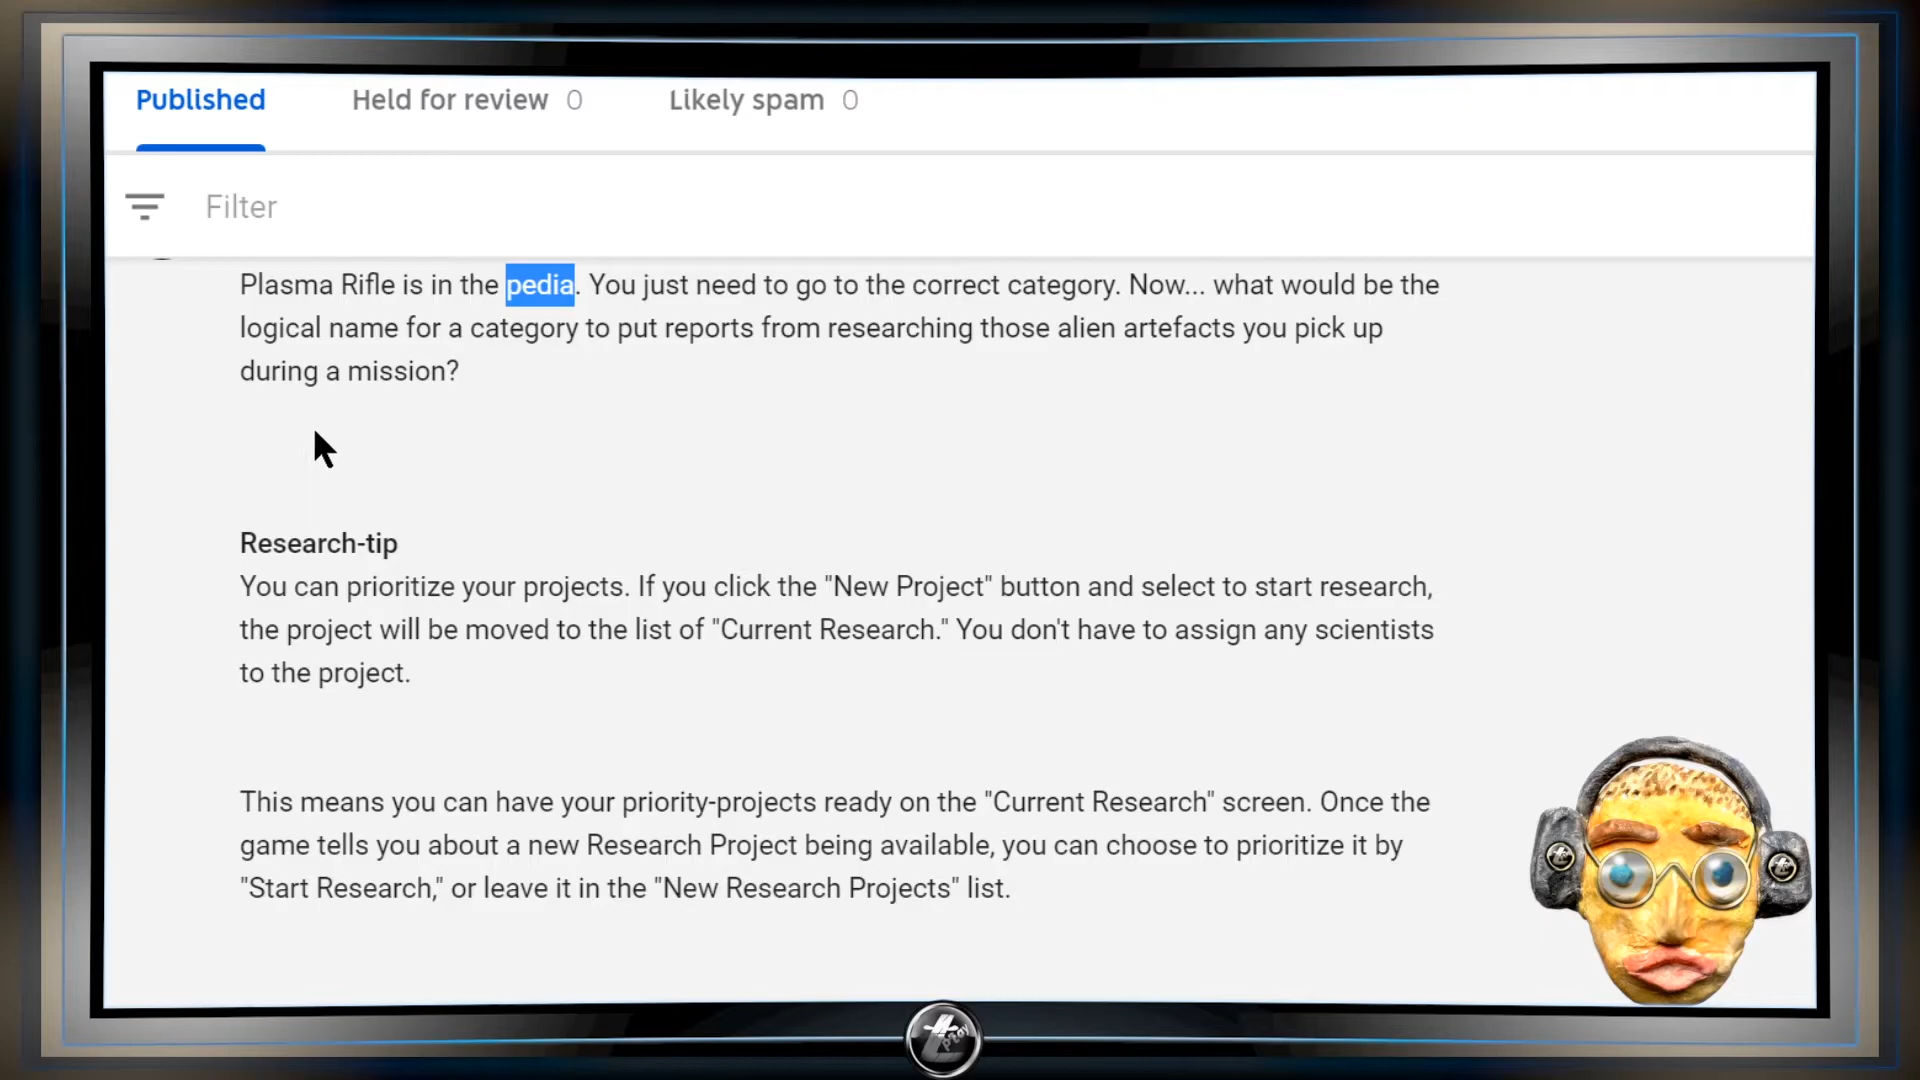 Published Held for review 0 Likely spam 0
Filter
Plasma Rifle is in the pedia. You just need to go to the correct category. Now... what would be the
logical name for a category to put reports from researching those alien artefacts you pick up
during a mission?
Research-tip
You can prioritize your projects. If you click the "New Project" button and select to start research,
the project will be moved to the list of "Current Research." You don't have to assign any scientists
to the project.
This means you can have your priority-projects ready on the "Current Research" screen. Once the
game tells you about a new Research Project being available, you can choose to prioritize it by
"Start Research," or leave it in the "New Research Projects" list.